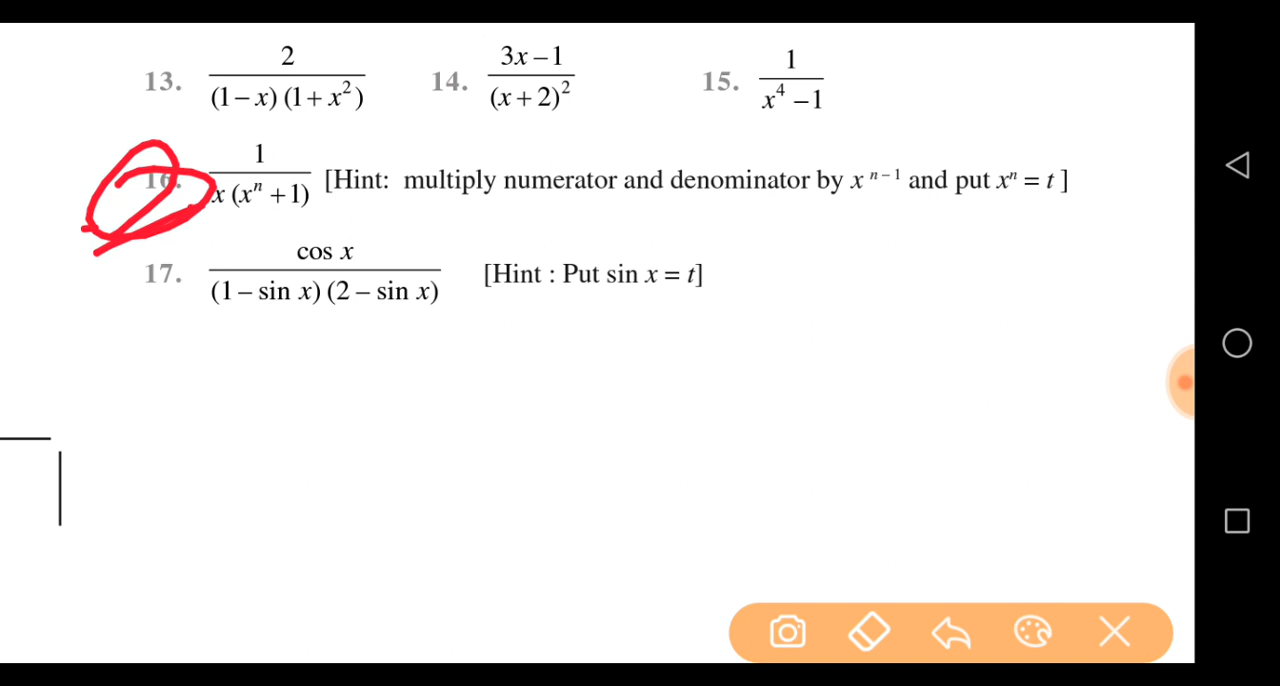 13. 2/((1 – x) (1 + x²)) 14. (3x – 1)/((x + 2)²) 15. 1/(x⁴ – 1)
16. 1/(x (xⁿ + 1)) [Hint: multiply numerator and denominator by x ⁿ⁻¹ and put xⁿ = t ]
17. cos x/((1 – sin x) (2 – sin x)) [Hint : Put sin x = t]